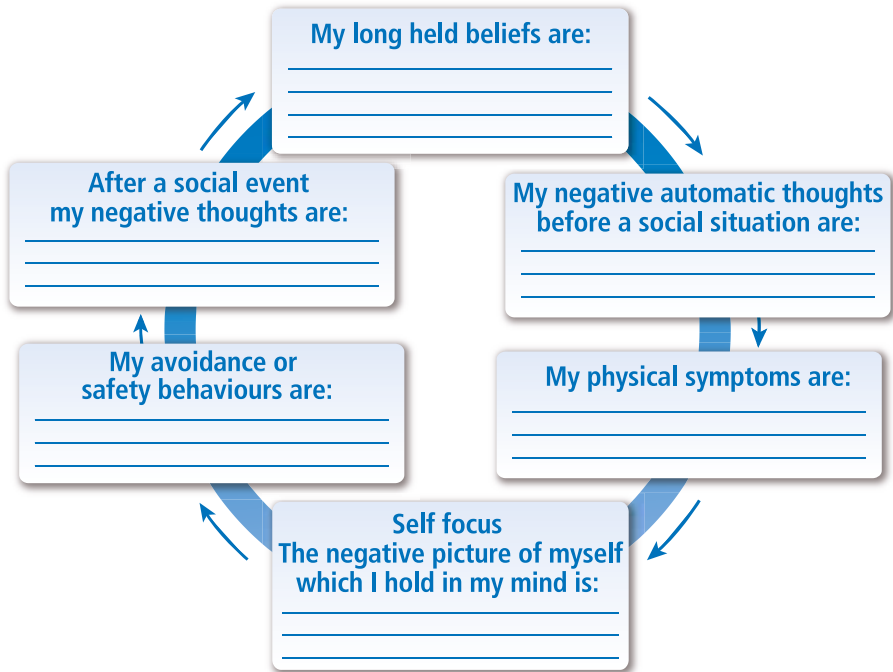 My long held beliefs are:
My negative automatic thoughts
before a social situation are:
My physical symptoms are:
Self focus
The negative picture of myself
which I hold in my mind is:
My avoidance or
safety behaviours are:
After a social event
my negative thoughts are: